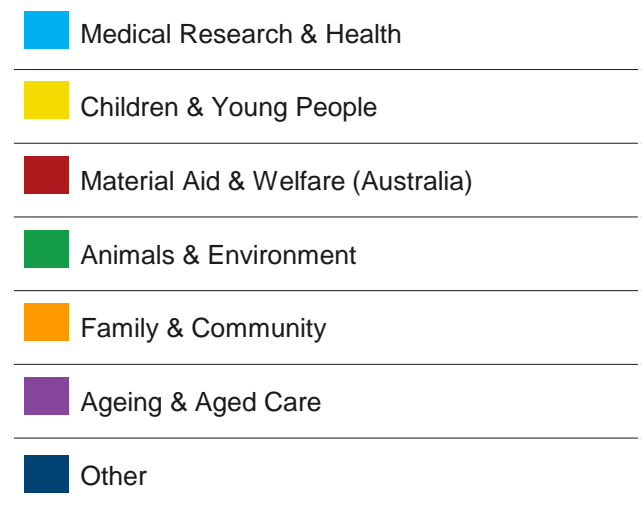 Medical Research & Health
Children & Young People
Material Aid & Welfare (Australia)
Animals & Environment
Family & Community
Ageing & Aged Care
Other